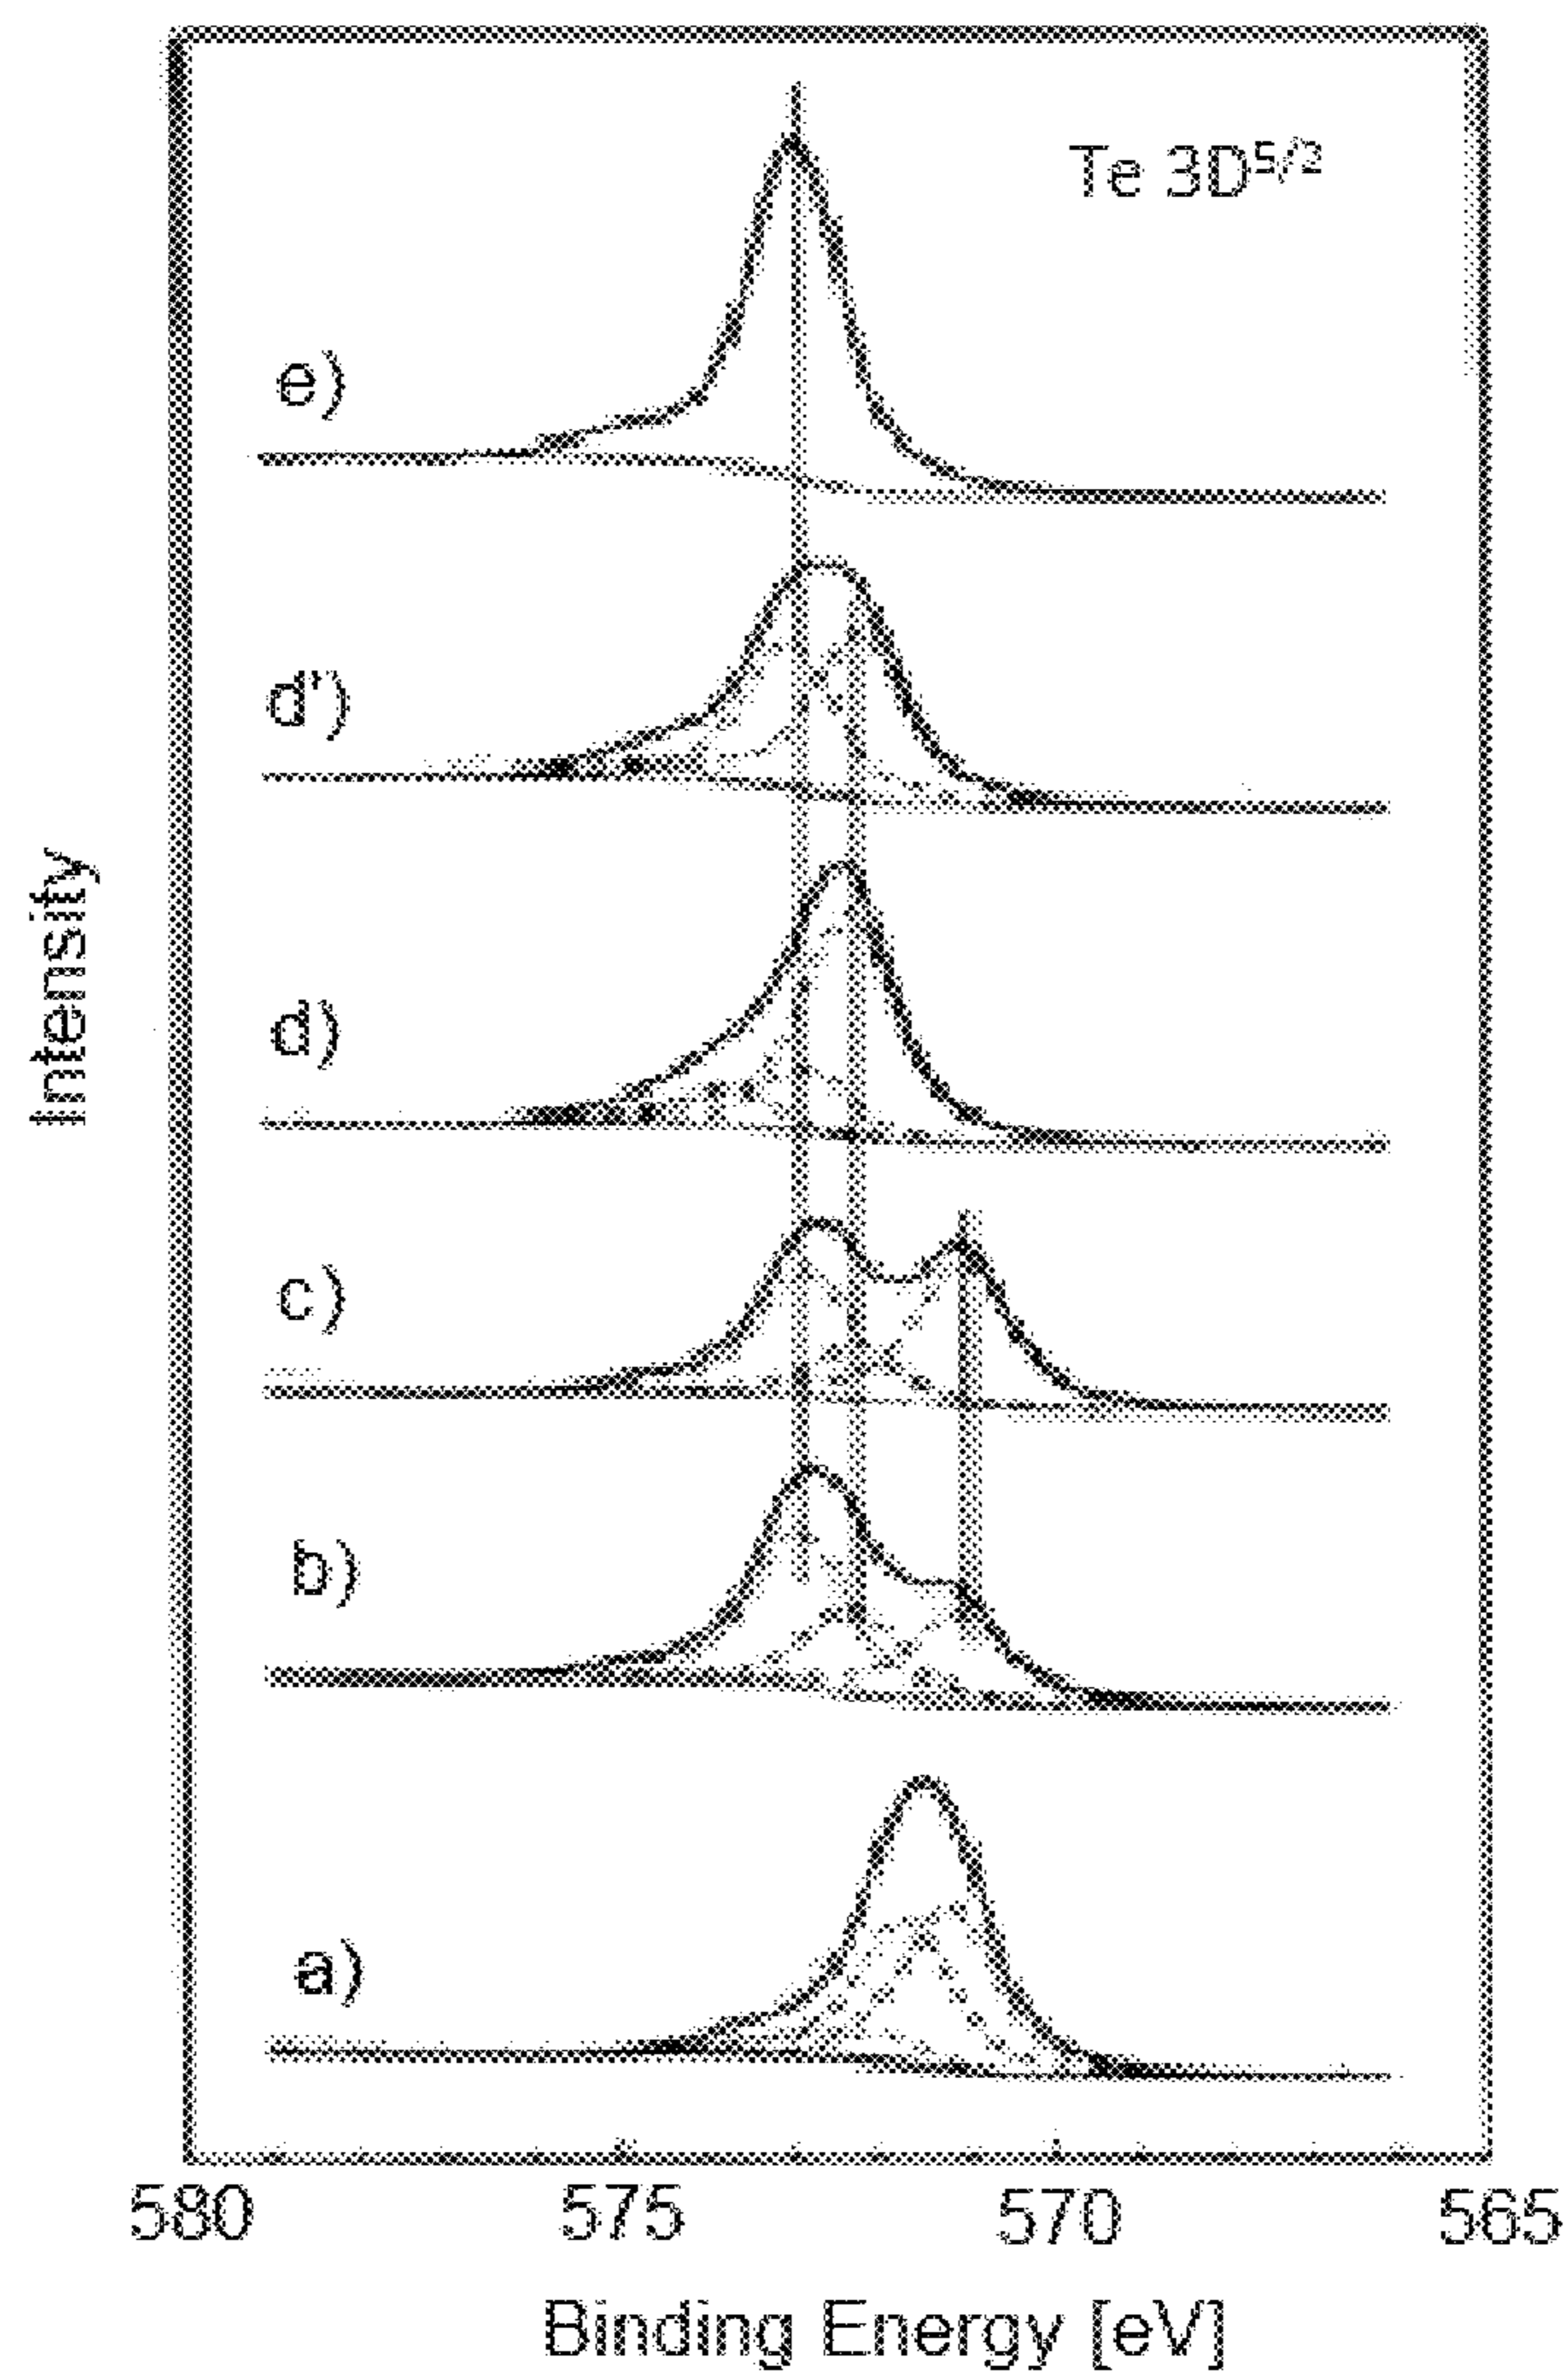 Te 3D5/2
e)
d')
Intensity
d)
c)
b)
a)
580 575 570 565
Binding Energy [eV]